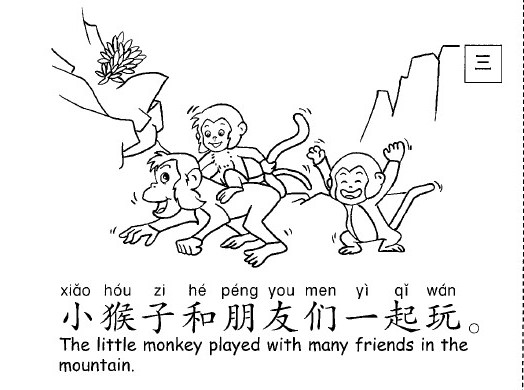 三
xiǎo hóu zi hé péng you men yì qǐ wán
小猴子和朋友们一起玩。
The little monkey played with many friends in the
mountain.